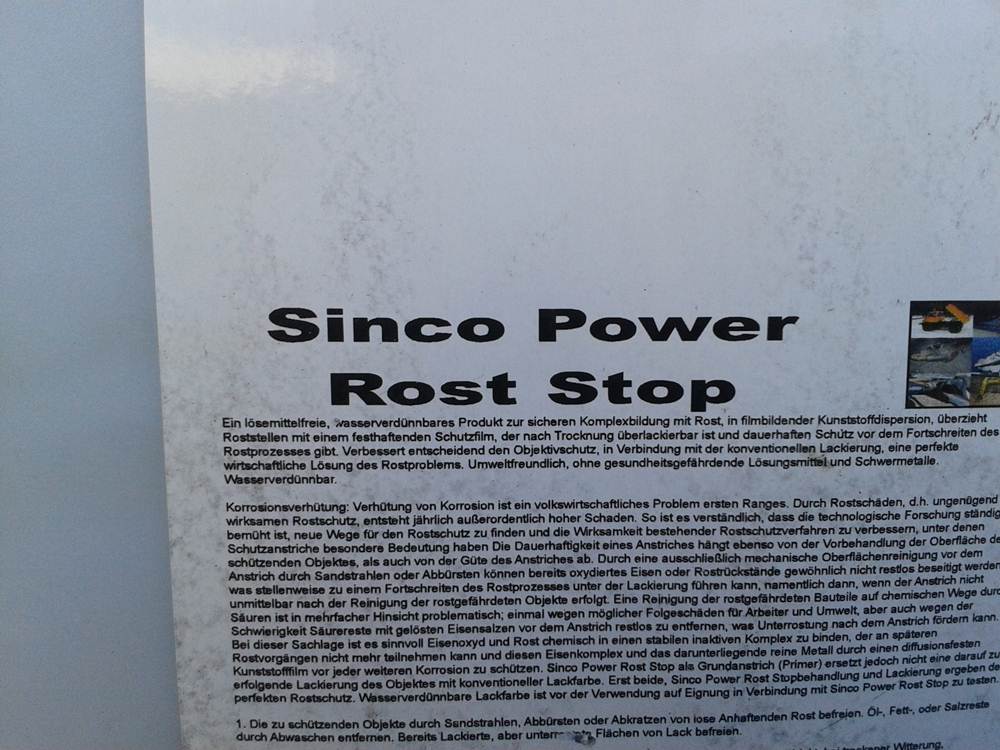 Sinco Power
Rost Stop
Ein lösemittelfreie, wasserverdünnbares Produkt zur sicheren Komplexbildung mit Rost, in filmbildender Kunststoffdispersion, überzieht
Roststellen mit einem festhaftenden Schutzfilm, der nach Trocknung überlackierbar ist und dauerhaften Schutz vor dem Fortschreiten des
Rostprozesses gibt. Verbessert entscheidend den Objektivschutz, in Verbindung mit der konventionellen Lackierung, eine perfekte
wirtschaftliche Lösung des Rostproblems. Umweltfreundlich, ohne gesundheitsgefährdende Lösungsmittel und Schwermetalle.
Wasserverdünnbar.
Korrosionsverhütung: Verhütung von Korrosion ist ein volkswirtschaftliches Problem ersten Ranges. Durch Rostschäden, d.h. ungenügend
wirksamen Rostschutz, entsteht jährlich außerordentlich hoher Schaden. So ist es verständlich, dass die technologische Forschung ständig
bemüht ist, neue Wege für den Rostschutz zu finden und die Wirksamkeit bestehender Rostschutzverfahren zu verbessern, unter denen
Schutzanstriche besondere Bedeutung haben Die Dauerhaftigkeit eines Anstriches hängt ebenso von der Vorbehandlung der Oberfläche de
schützenden Objektes, als auch von der Güte des Anstriches ab. Durch eine ausschließlich mechanische Oberflächenreinigung vor dem
Anstrich durch Sandstrahlen oder Abbürsten können bereits oxydiertes Eisen oder Rostrückstände gewöhnlich nicht restlos beseitigt werden
was stellenweise zu einem Fortschreiten des Rostprozesses unter der Lackierung führen kann, namentlich dann, wenn der Anstrich nicht
unmittelbar nach der Reinigung der rostgefährdeten Objekte erfolgt. Eine Reinigung der rostgefährdeten Bauteile auf chemischen Wege durc
Säuren ist in mehrfacher Hinsicht problematisch; einmal wegen möglicher Folgeschäden für Arbeiter und Umwelt, aber auch wegen der
Schwierigkeit Säurereste mit gelösten Eisensalzen vor dem Anstrich restlos zu entfernen, was Unterrostung nach dem Anstrich fördern kann.
Bei dieser Sachlage ist es sinnvoll Eisenoxyd und Rost chemisch in einen stabilen inaktiven Komplex zu binden, der an späteren
Rostvorgängen nicht mehr teilnehmen kann und diesen Eisenkomplex und das darunterliegende reine Metall durch einen diffusionsfesten
Kunststofffilm vor jeder weiteren Korrosion zu schützen. Sinco Power Rost Stop als Grundanstrich (Primer) ersetzt jedoch nicht eine darauf zu
erfolgende Lackierung des Objektes mit konventioneller Lackfarbe. Erst beide, Sinco Power Rost Stopbehandlung und Lackierung ergeben de
perfekten Rostschutz. Wasserverdünnbare Lackfarbe ist vor der Verwendung auf Eignung in Verbindung mit Sinco Power Rost Stop zu testen.
1. Die zu schützenden Objekte durch Sandstrahlen, Abbürsten oder Abkratzen von lose Anhaftenden Rost befreien. Öl-, Fett-, oder Salzreste
durch Abwaschen entfernen. Bereits Lackierte, aber Flächen von Lack befreien.
trockener Witterung.